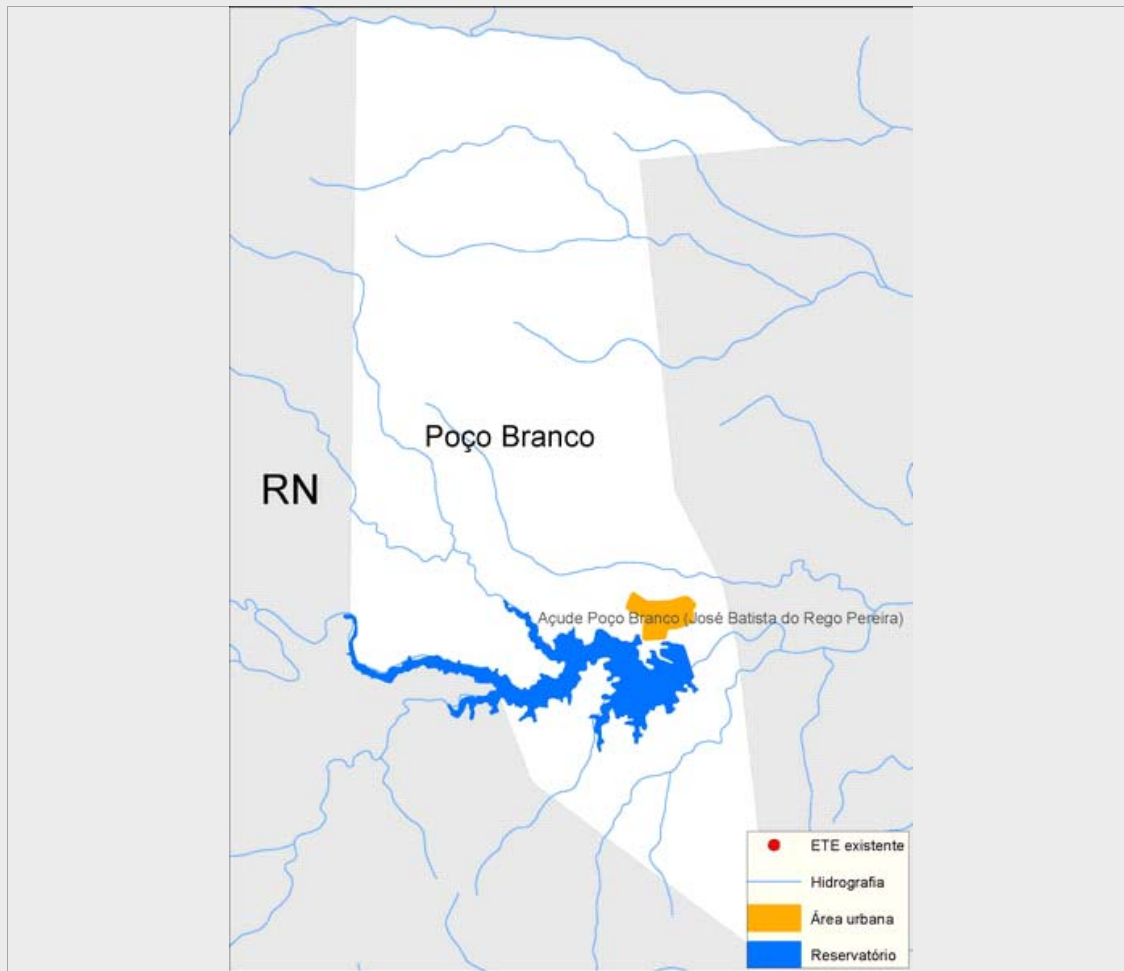 Poço Branco
RN
Açude Poço Branco (José Batista do Rego Pereira)
ETE existente
Hidrografia
Área urbana
Reservatório